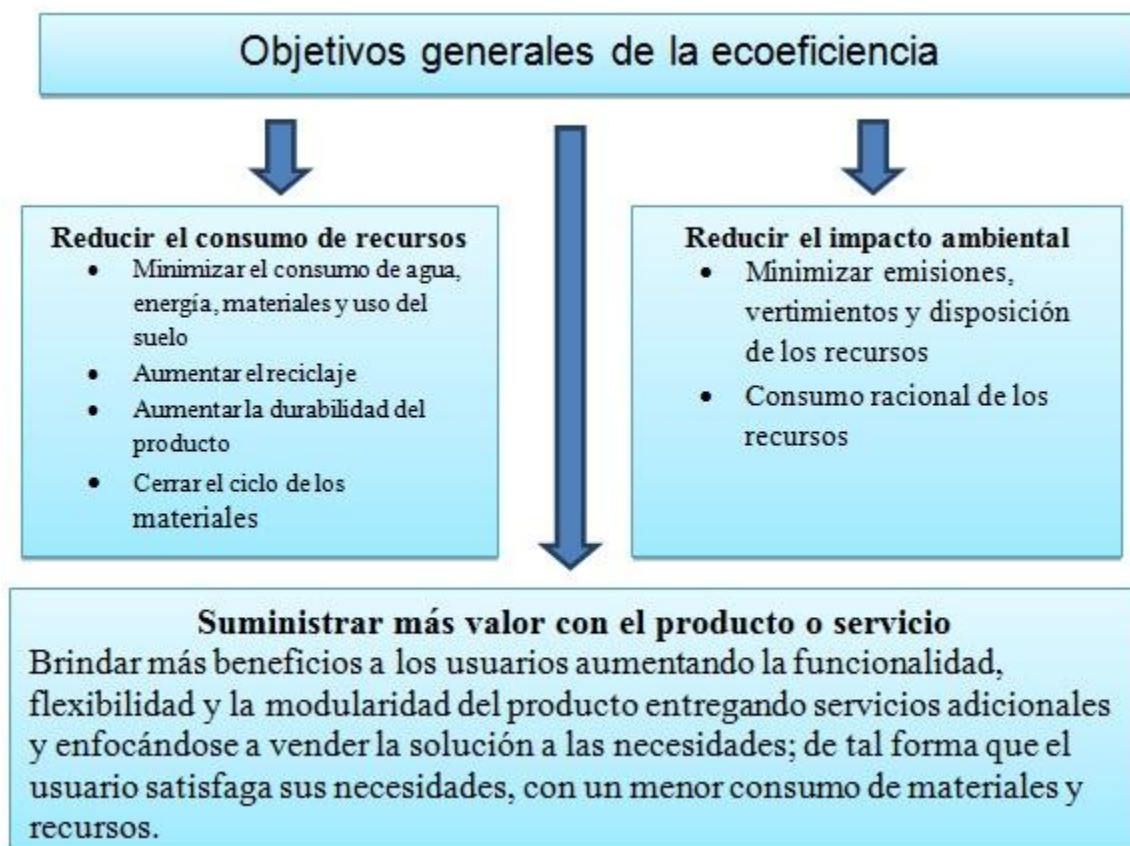 Objetivos generales de la ecoeficiencia
Reducir el consumo de recursos
• Minimizar el consumo de agua,
energía, materiales y uso del
suelo
• Aumentar el reciclaje
• Aumentar la durabilidad del
producto
• Cerrar el ciclo de los
materiales
Reducir el impacto ambiental
• Minimizar emisiones,
vertimientos y disposición
de los recursos
• Consumo racional de los
recursos
Suministrar más valor con el producto o servicio
Brindar más beneficios a los usuarios aumentando la funcionalidad,
flexibilidad y la modularidad del producto entregando servicios adicionales
y enfocándose a vender la solución a las necesidades; de tal forma que el
usuario satisfaga sus necesidades, con un menor consumo de materiales y
recursos.